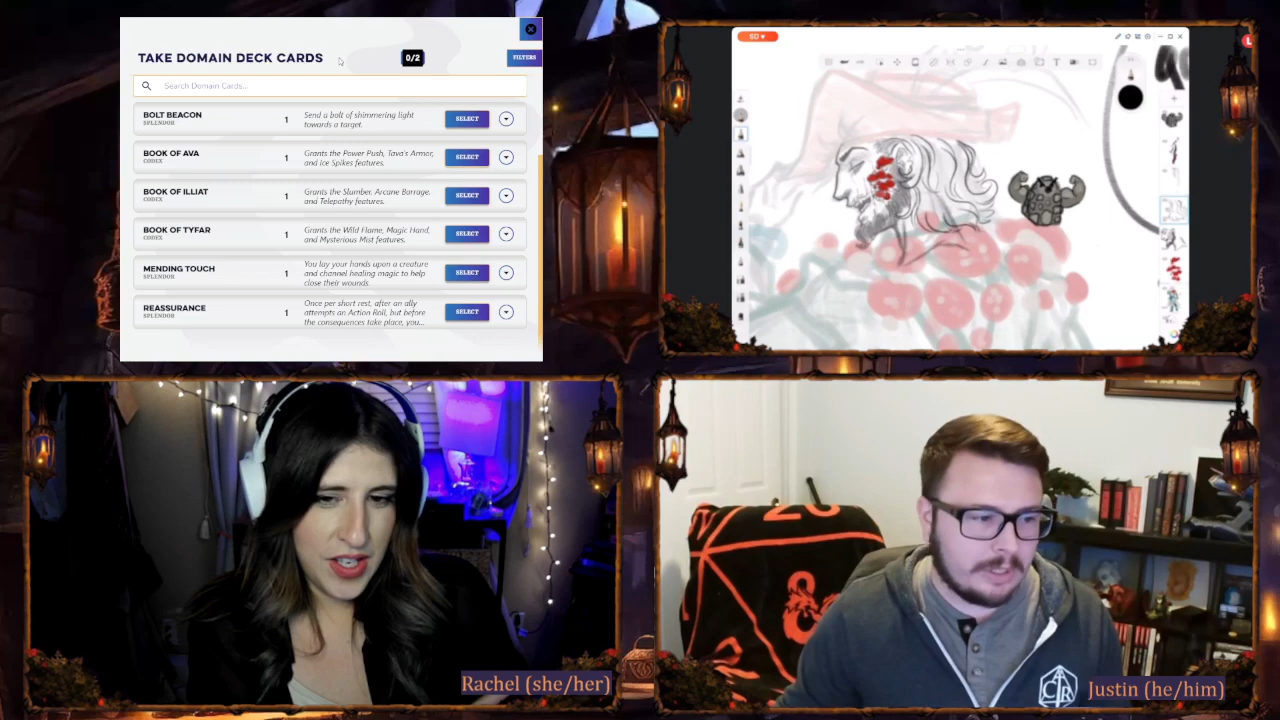 TAKE DOMAIN DECK CARDS
0/2
FILTERS
Search Domain Cards...
BOLT BEACON
SPLENDOR
1
Send a bolt of shimmering light
towards a target.
SELECT
BOOK OF AVA
CODEX
1
Grants the Power Push, Tava's Armor,
and Ice Spikes features.
SELECT
BOOK OF ILLIAT
CODEX
1
Grants the Slumber, Arcane Barrage,
and Telepathy features.
SELECT
BOOK OF TYFAR
CODEX
1
Grants the Wild Flame, Magic Hand,
and Mysterious Mist features.
SELECT
MENDING TOUCH
SPLENDOR
1
You lay your hands upon a creature
and channel healing magic to help
close their wounds.
SELECT
REASSURANCE
SPLENDOR
1
Once per short rest, after an ally
attempts an Action Roll, but before
the consequences take place, you...
SELECT
L
20
CR
Rachel (she/her)
Justin (he/him)